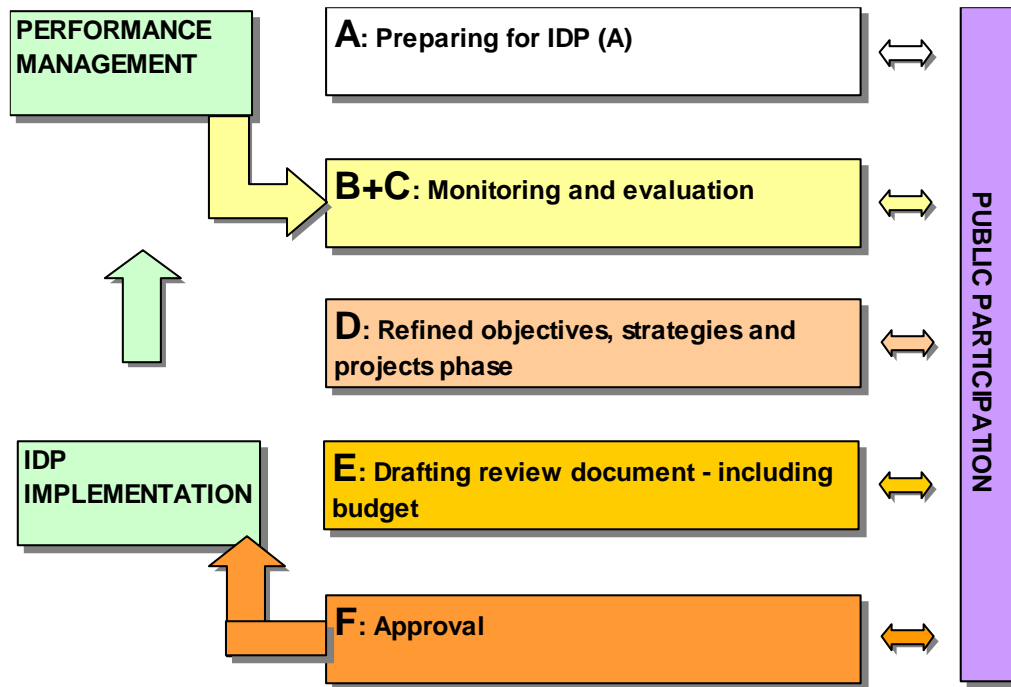 PERFORMANCE
MANAGEMENT
A: Preparing for IDP (A)
B+C: Monitoring and evaluation
D: Refined objectives, strategies and
projects phase
IDP
IMPLEMENTATION
E: Drafting review document - including
budget
F: Approval
PUBLIC PARTICIPATION